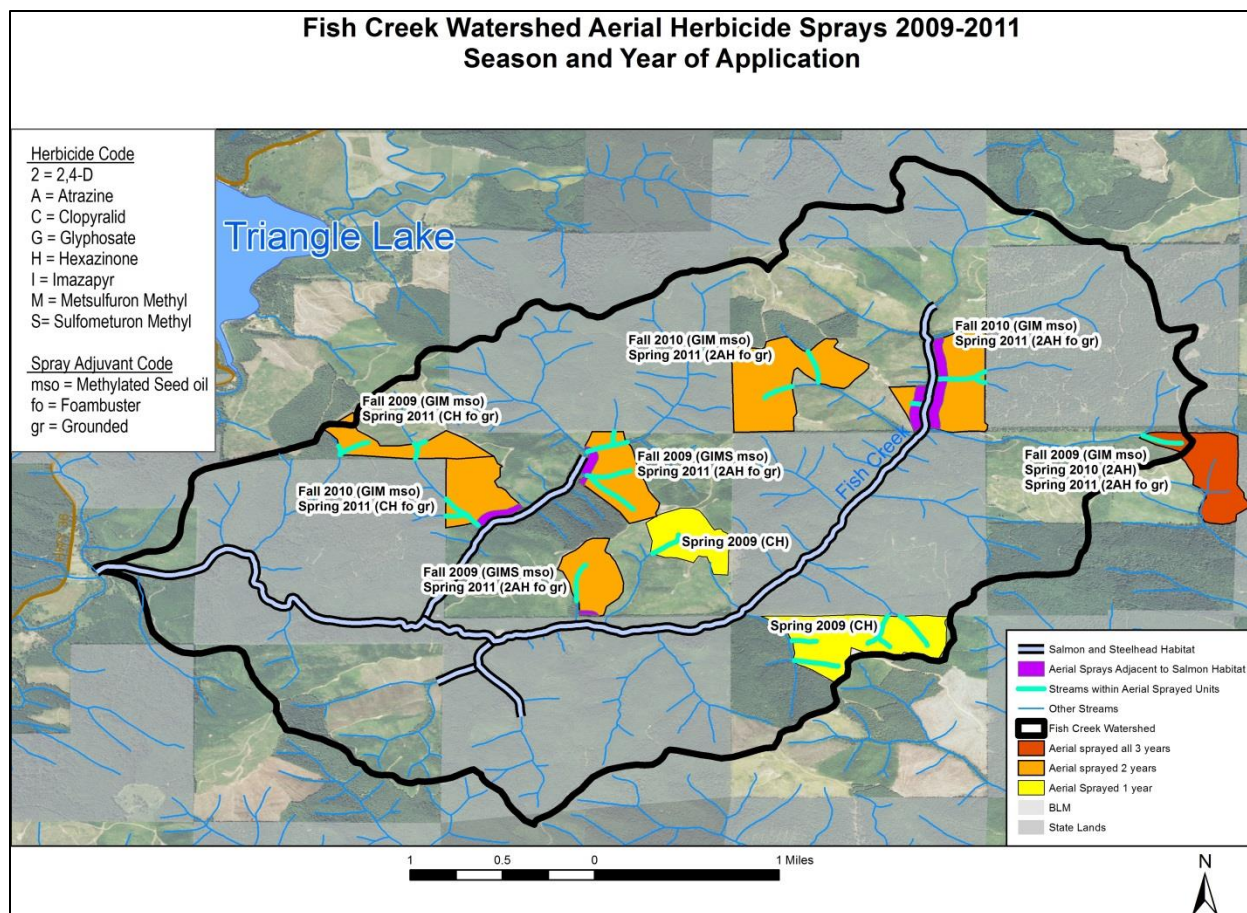 Fish Creek Watershed Aerial Herbicide Sprays 2009-2011
Season and Year of Application
Herbicide Code
2 = 2,4-D
A = Atrazine
C = Clopyralid
G = Glyphosate
H = Hexazinone
I = Imazapyr
M = Metsulfuron Methyl
S= Sulfometuron Methyl
Spray Adjuvant Code
mso = Methylated Seed oil
fo = Foambuster
gr = Grounded
Triangle Lake
Fall 2010 (GIM mso)
Spring 2011 (2AH fo gr)
Fall 2010 (GIM mso)
Spring 2011 (2AH fo gr)
Fall 2009 (GIM mso)
Spring 2011 (CH fo gr)
Fish Creek
Fall 2009 (GIMS mso)
Spring 2011 (2AH fo gr)
Fall 2009 (GIM mso)
Spring 2010 (2AH)
Spring 2011 (2AH fo gr)
Fall 2010 (GIM mso)
Spring 2011 (CH fo gr)
Spring 2009 (CH)
Fall 2009 (GIMS mso)
Spring 2011 (2AH fo gr)
Spring 2009 (CH)
Salmon and Steelhead Habitat
Aerial Sprays Adjacent to Salmon Habitat
Streams within Aerial Sprayed Units
Other Streams
Fish Creek Watershed
Aerial sprayed all 3 years
Aerial sprayed 2 years
Aerial Sprayed 1 year
BLM
State Lands
1 0.5 0 1 Miles
N